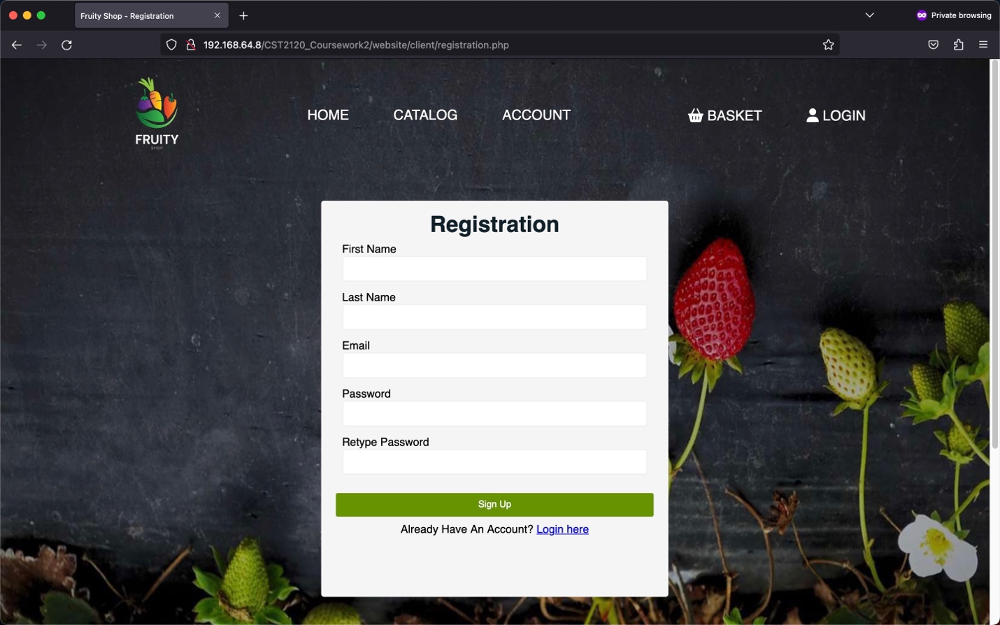 Fruity Shop - Registration
Private browsing
192.168.64.8/CST2120_Coursework2/website/client/registration.php
HOME CATALOG ACCOUNT BASKET LOGIN
FRUITY
SHOP
Registration
First Name
Last Name
Email
Password
Retype Password
Sign Up
Already Have An Account? Login here